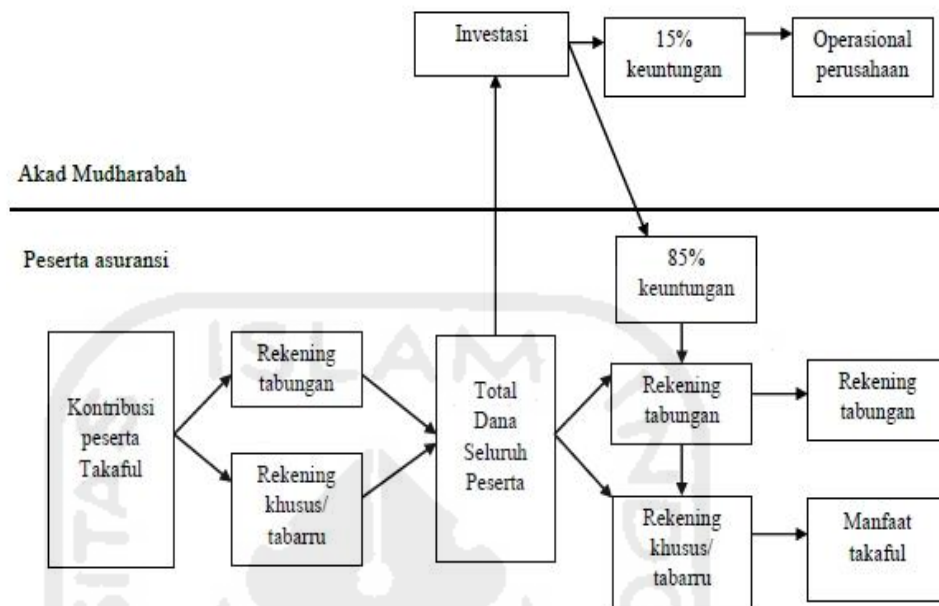 Investasi
15%
keuntungan
Operasional
perusahaan
Akad Mudharabah
Peserta asuransi
85%
keuntungan
Kontribusi
peserta
Takaful
Rekening
tabungan
Rekening
khusus/
tabarru
Total
Dana
Seluruh
Peserta
Rekening
tabungan
Rekening
tabungan
Rekening
khusus/
tabarru
Manfaat
takaful
ISLAM